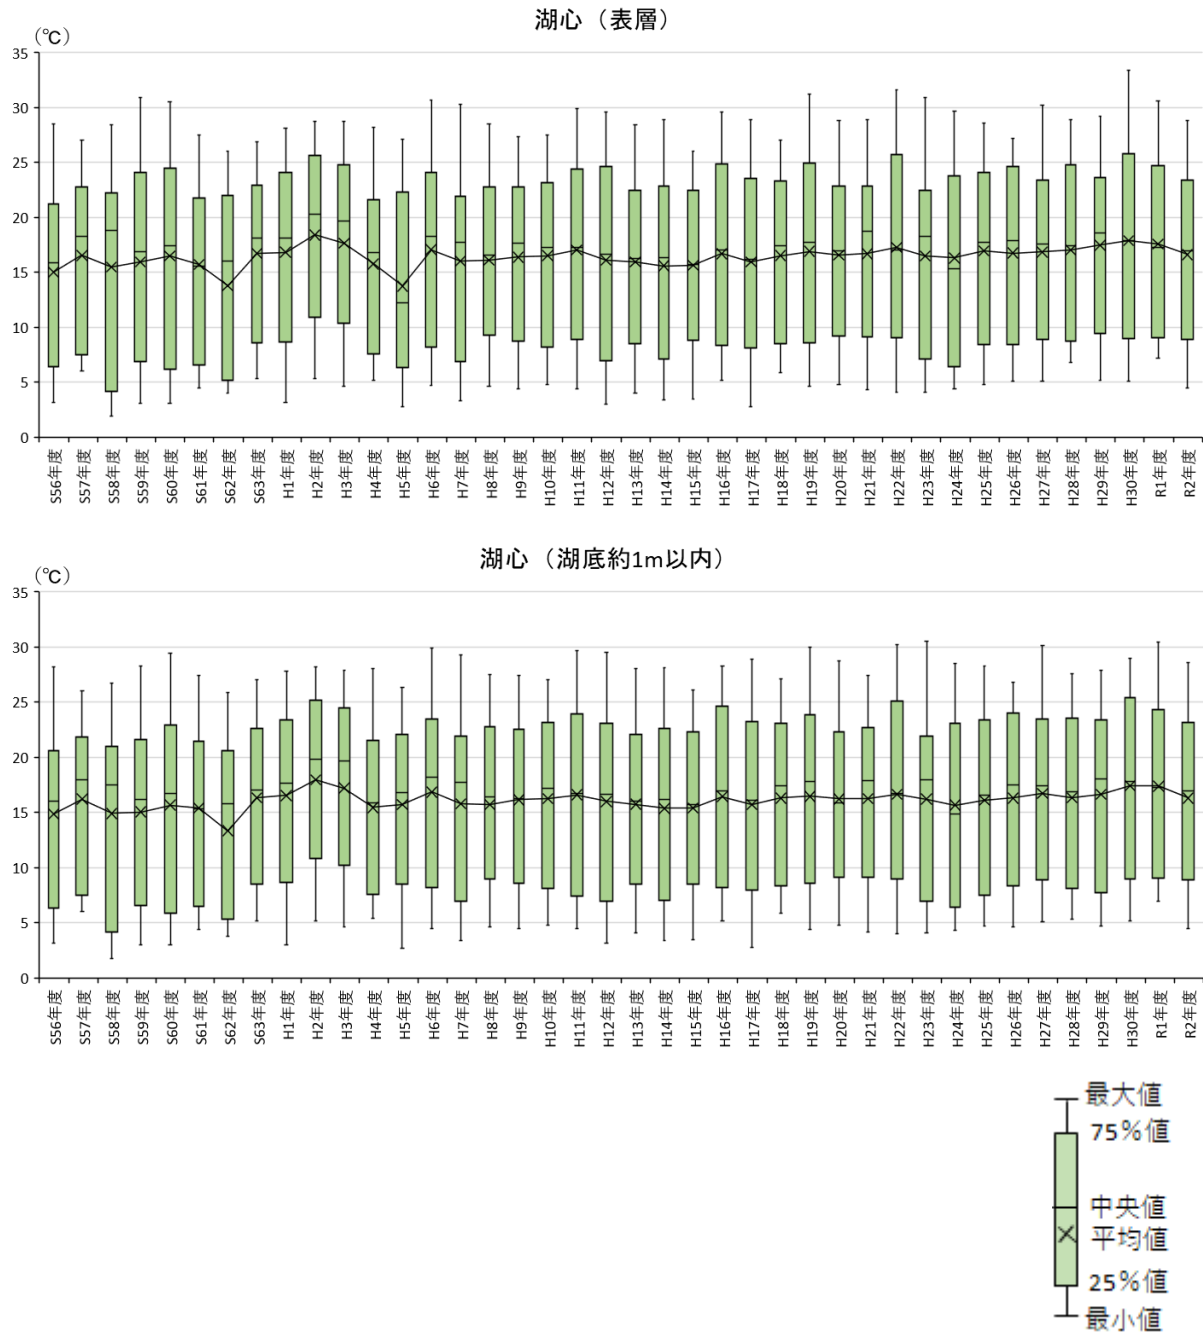 湖心（表層）
（℃）
35
30
25
20
15
10
5
0
S56年度 S57年度 S58年度 S59年度 S60年度 S61年度 S62年度 S63年度 H1年度 H2年度 H3年度 H4年度 H5年度 H6年度 H7年度 H8年度 H9年度 H10年度 H11年度 H12年度 H13年度 H14年度 H15年度 H16年度 H17年度 H18年度 H19年度 H20年度 H21年度 H22年度 H23年度 H24年度 H25年度 H26年度 H27年度 H28年度 H29年度 H30年度 R1年度 R2年度
湖心（湖底約1m以内）
（℃）
35
30
25
20
15
10
5
0
S56年度 S57年度 S58年度 S59年度 S60年度 S61年度 S62年度 S63年度 H1年度 H2年度 H3年度 H4年度 H5年度 H6年度 H7年度 H8年度 H9年度 H10年度 H11年度 H12年度 H13年度 H14年度 H15年度 H16年度 H17年度 H18年度 H19年度 H20年度 H21年度 H22年度 H23年度 H24年度 H25年度 H26年度 H27年度 H28年度 H29年度 H30年度 R1年度 R2年度
最大値
75%値
中央値
平均値
25%値
最小値